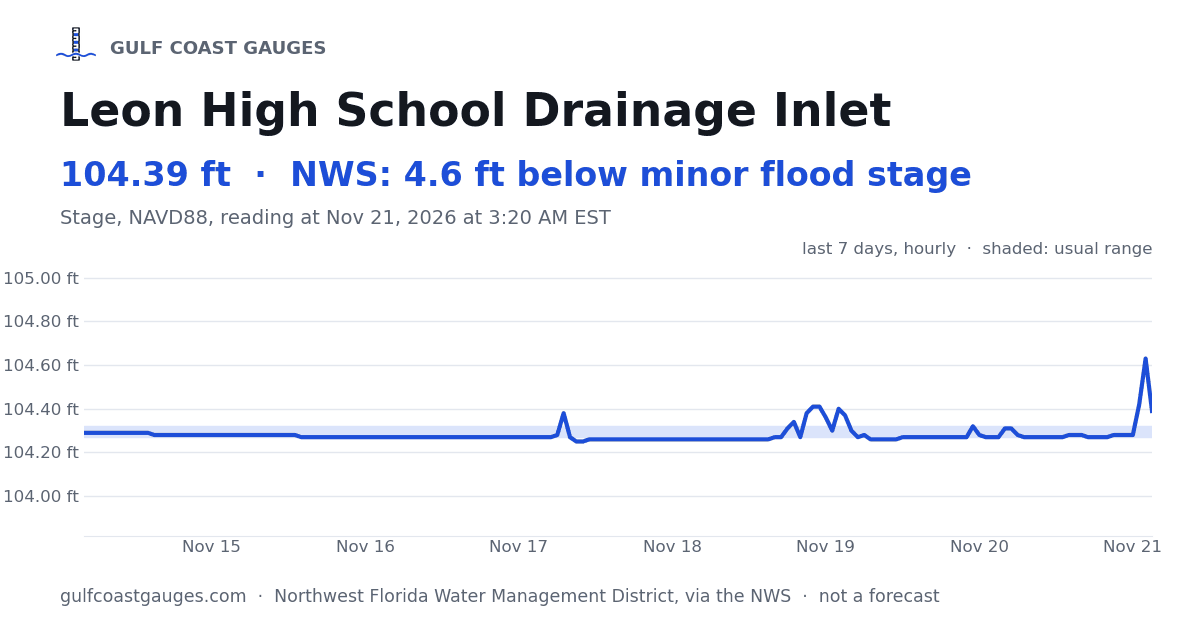 GULF COAST GAUGES
Leon High School Drainage Inlet
104.39 ft · NWS: 4.6 ft below minor flood stage
Stage, NAVD88, reading at Nov 21, 2026 at 3:20 AM EST
last 7 days, hourly · shaded: usual range
105.00 ft
104.80 ft
104.60 ft
104.40 ft
104.20 ft
104.00 ft
Nov 15 Nov 16 Nov 17 Nov 18 Nov 19 Nov 20 Nov 21
gulfcoastgauges.com · Northwest Florida Water Management District, via the NWS · not a forecast